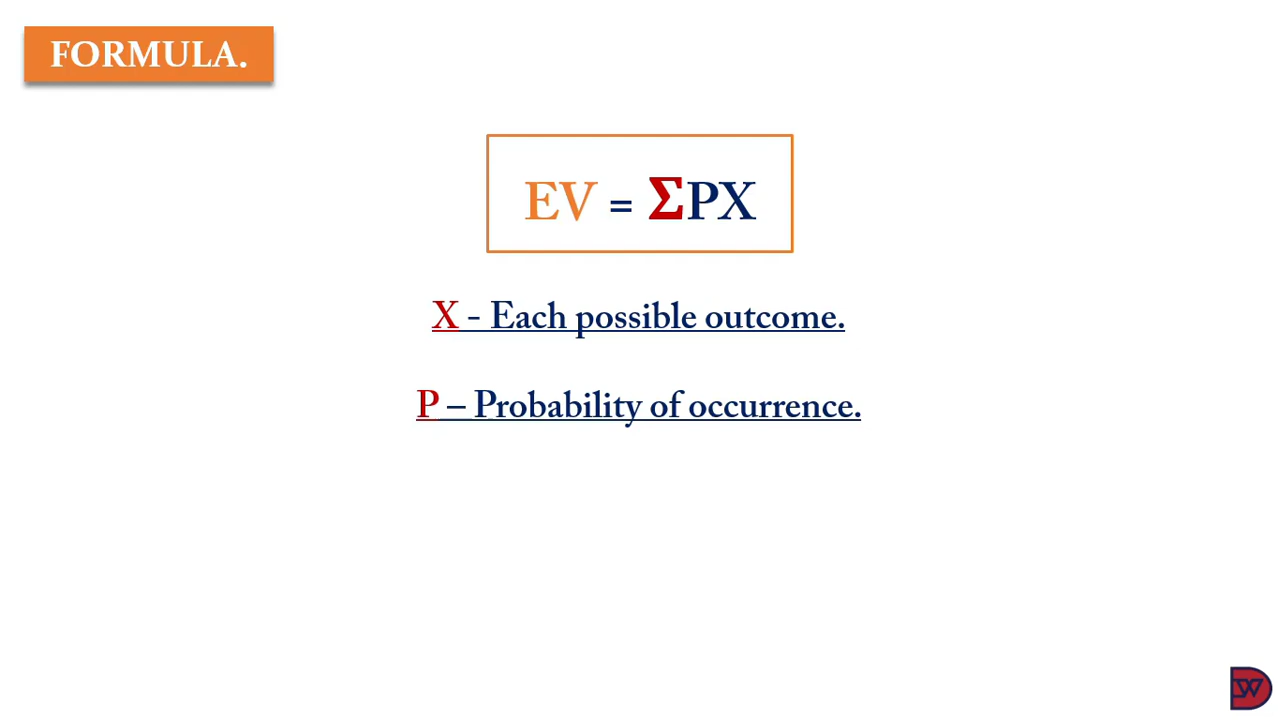 FORMULA.
EV = ΣPX
X - Each possible outcome.
P – Probability of occurrence.